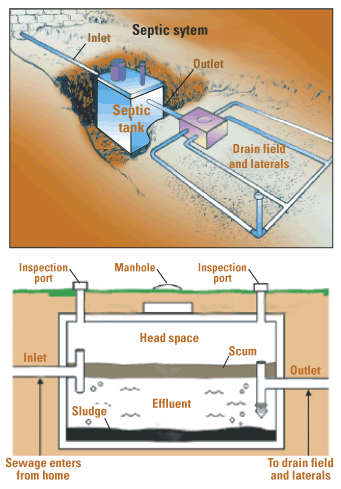 Septic sytem
Inlet
Outlet
Septic
tank
Drain field
and laterals
Inspection
port
Manhole
Inspection
port
Head space
Scum
Inlet
Outlet
Effluent
Sludge
Sewage enters
from home
To drain field
and laterals